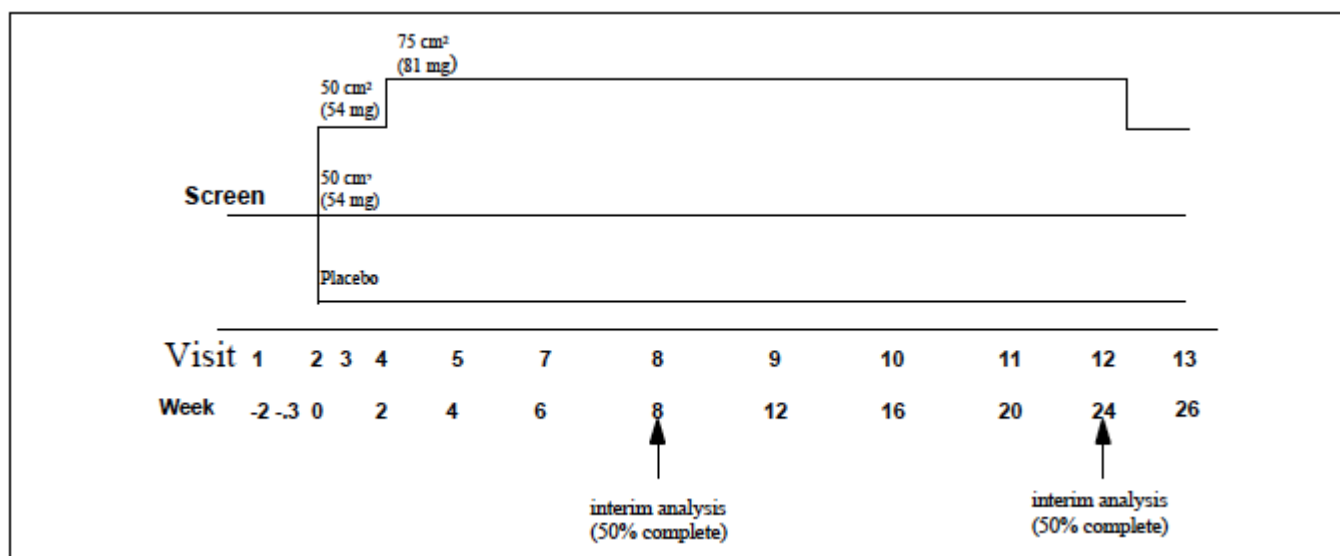 75 cm²
(81 mg)
50 cm²
(54 mg)
50 cm²
(54 mg)
Screen
Placebo
Visit 1 2 3 4 5 7 8 9 10 11 12 13
Week -2 -.3 0 2 4 6 8 12 16 20 24 26
interim analysis
(50% complete)
interim analysis
(50% complete)